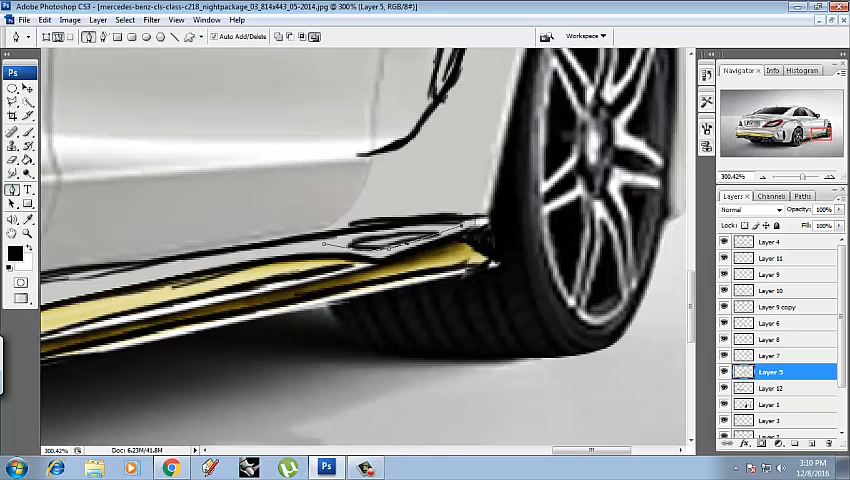 Adobe Photoshop CS3 - [mercedes-benz-cls-class-c218_nightpackage_03_814x443_05-2014.jpg @ 300% (Layer 5, RGB/8#)]
File Edit Image Layer Select Filter View Window Help
Auto Add/Delete
Workspace
Ps
Navigator Info Histogram
300.42%
Layers Channels Paths
Normal Opacity: 100%
Lock: Fill: 100%
Layer 4
Layer 11
Layer 9
Layer 10
Layer 9 copy
Layer 6
Layer 8
Layer 7
Layer 5
Layer 12
Layer 1
Layer 3
Layer 2
300.42% Doc: 6.23M/41.8M
Ps
3:10 PM
12/8/2016